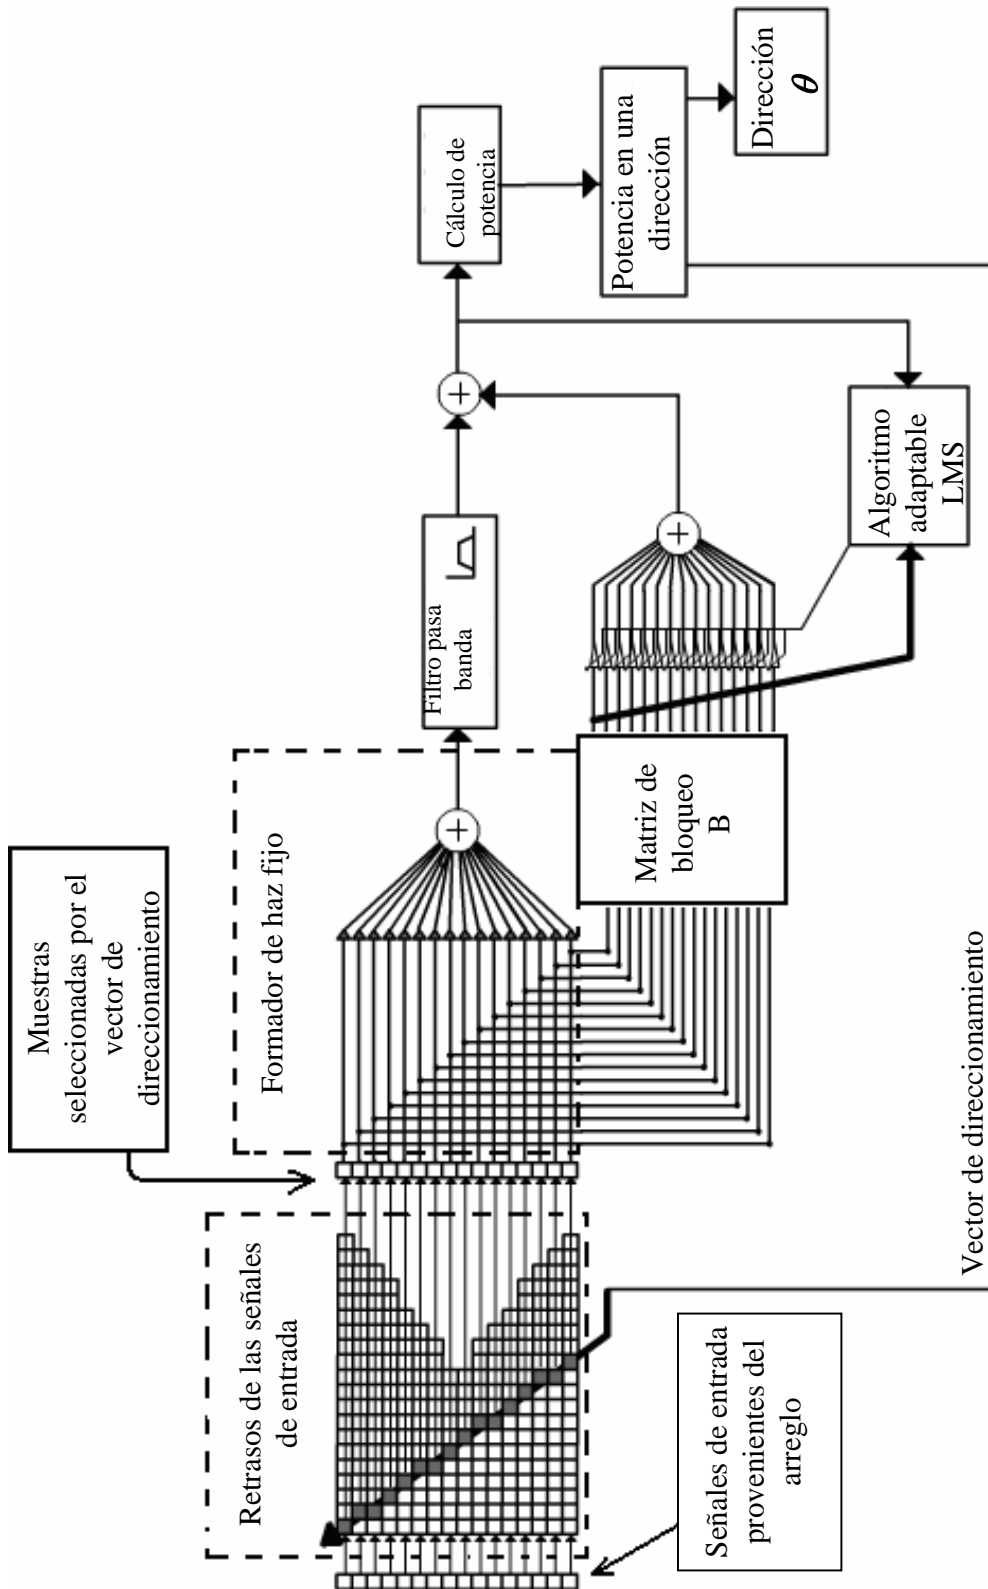 Señales de entrada
provenientes del
arreglo
Retrasos de las señales
de entrada
Muestras
seleccionadas por el
vector de
direccionamiento
Formador de haz fijo
+
Matriz de
bloqueo
B
Filtro pasa
banda
+
+
Algoritmo
adaptable
LMS
Cálculo de
potencia
Potencia en una
dirección
Dirección
θ
Vector de direccionamiento